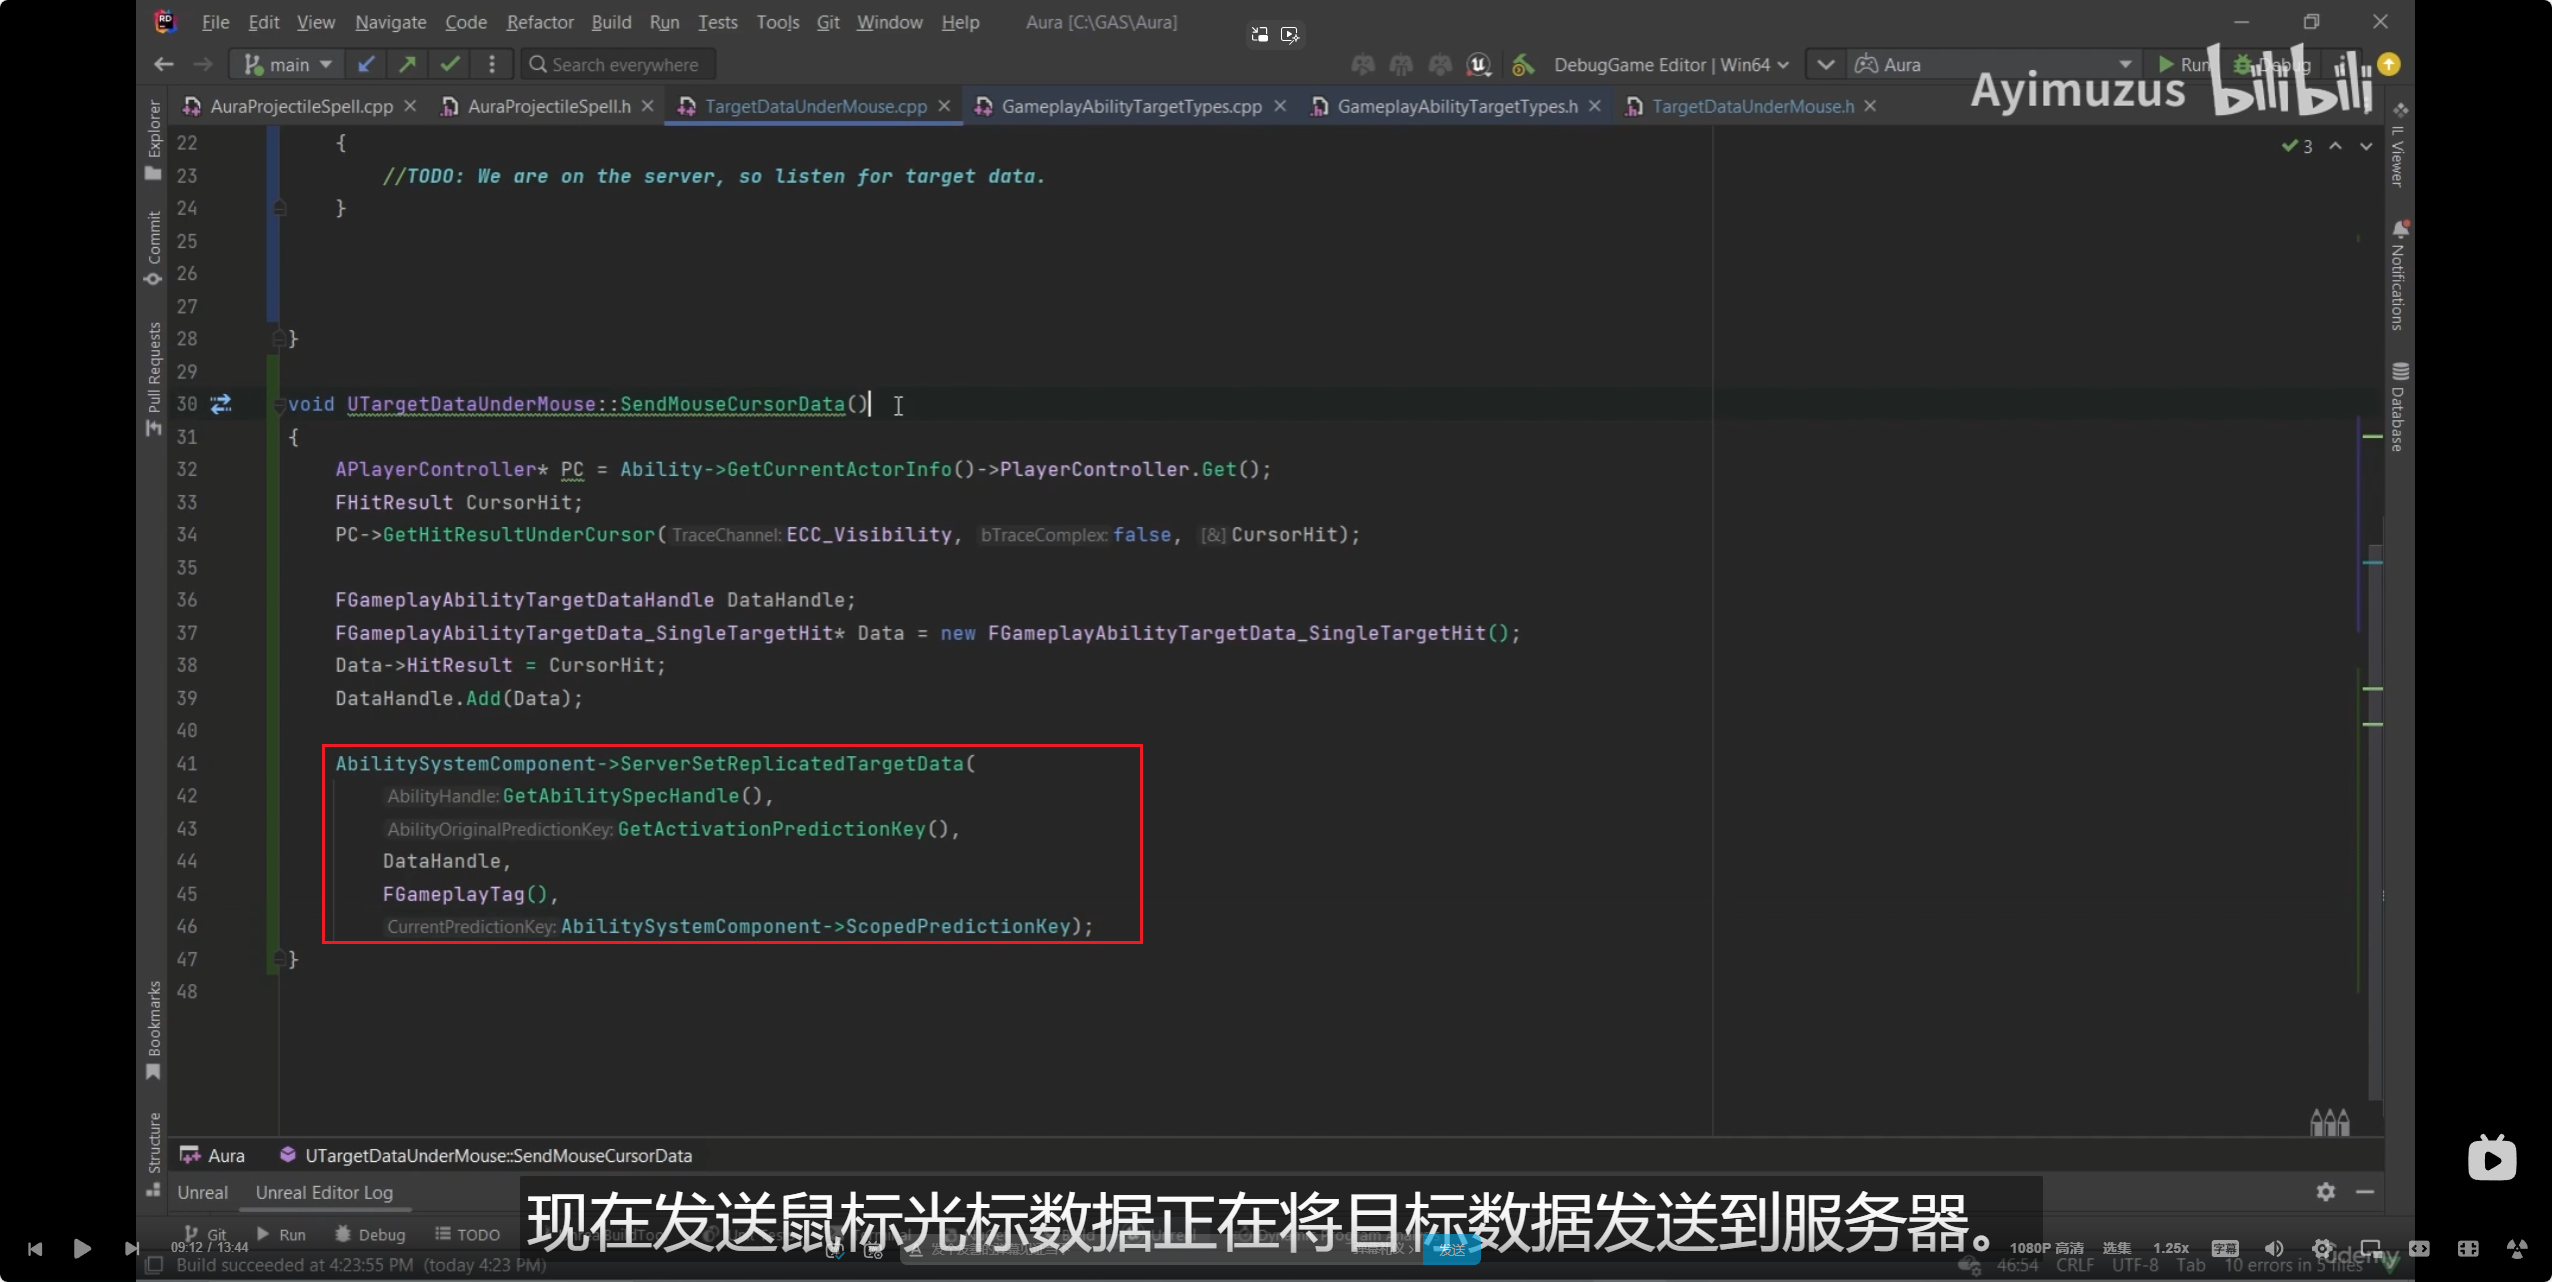 File Edit View Navigate Code Refactor Build Run Tests Tools Git Window Help Aura [C:\GAS\Aura]
main Search everywhere DebugGame Editor | Win64 Aura Run Debug
Ayimuzus bilibili
AuraProjectileSpell.cpp AuraProjectileSpell.h TargetDataUnderMouse.cpp GameplayAbilityTargetTypes.cpp GameplayAbilityTargetTypes.h TargetDataUnderMouse.h
Explorer
Commit
Pull Requests
Bookmarks
Structure
IL Viewer
Notifications
Database
3
22 {
23 //TODO: We are on the server, so listen for target data.
24 }
25
26
27
28 }
29
30 void UTargetDataUnderMouse::SendMouseCursorData()
31 {
32 APlayerController* PC = Ability->GetCurrentActorInfo()->PlayerController.Get();
33 FHitResult CursorHit;
34 PC->GetHitResultUnderCursor( TraceChannel: ECC_Visibility, bTraceComplex: false, [&] CursorHit);
35
36 FGameplayAbilityTargetDataHandle DataHandle;
37 FGameplayAbilityTargetData_SingleTargetHit* Data = new FGameplayAbilityTargetData_SingleTargetHit();
38 Data->HitResult = CursorHit;
39 DataHandle.Add(Data);
40
41 AbilitySystemComponent->ServerSetReplicatedTargetData(
42 AbilityHandle: GetAbilitySpecHandle(),
43 AbilityOriginalPredictionKey: GetActivationPredictionKey(),
44 DataHandle,
45 FGameplayTag(),
46 CurrentPredictionKey: AbilitySystemComponent->ScopedPredictionKey);
47 }
48
Aura UTargetDataUnderMouse::SendMouseCursorData
Unreal Unreal Editor Log
现在发送鼠标光标数据正在将目标数据发送到服务器。
Git Run Debug TODO
09:12 / 13:44 发送 1080P 高清 选集 1.25x 字幕
Build succeeded at 4:23:55 PM (today 4:23 PM) 46:54 CRLF UTF-8 Tab 10 errors in 5 files